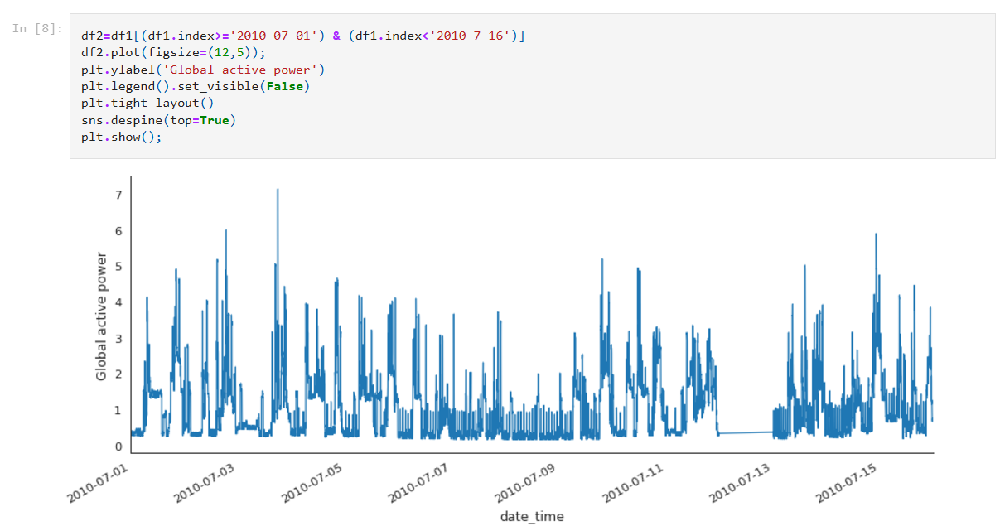 In [8]:
df2=df1[(df1.index>='2010-07-01') & (df1.index<'2010-7-16')]
df2.plot(figsize=(12,5));
plt.ylabel('Global active power')
plt.legend().set_visible(False)
plt.tight_layout()
sns.despine(top=True)
plt.show();
7
6
5
4
3
2
1
0
Global active power
2010-07-01
2010-07-03
2010-07-05
2010-07-07
2010-07-09
2010-07-11
2010-07-13
2010-07-15
date_time